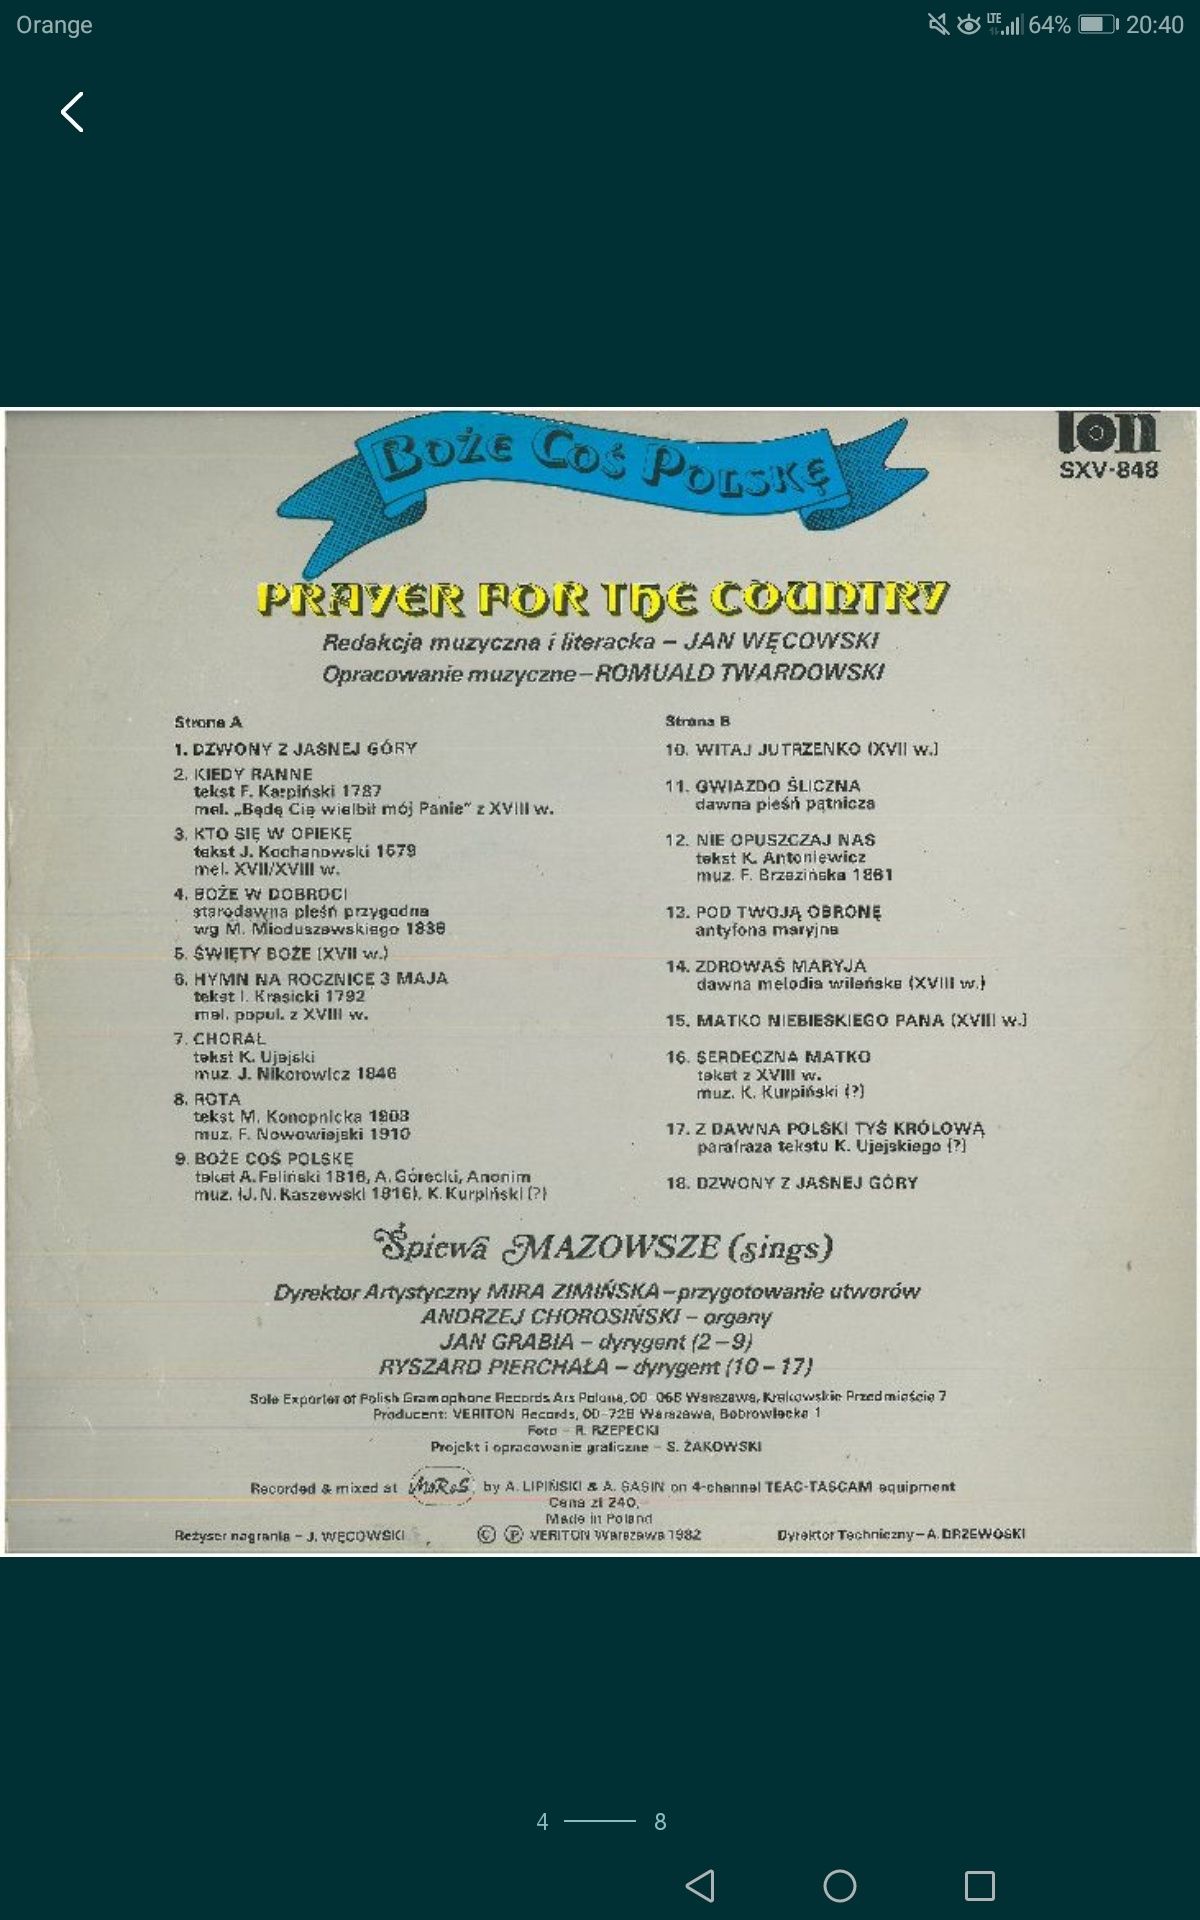 Orange
LTE 64% 20:40
BOŻE COŚ POLSKĘ
ton
SXV-848
PRAYER FOR THE COUNTRY
Redakcja muzyczna i literacka – JAN WĘCOWSKI
Opracowanie muzyczne – ROMUALD TWARDOWSKI
Strona A
1. DZWONY Z JASNEJ GÓRY
2. KIEDY RANNE
tekst F. Karpiński 1787
mel. „Będę Cię wielbił mój Panie" z XVIII w.
3. KTO SIĘ W OPIEKĘ
tekst J. Kochanowski 1579
mel. XVII/XVIII w.
4. BOŻE W DOBROCI
starodawna pieśń przygodna
wg M. Mioduszewskiego 1838
5. ŚWIĘTY BOŻE (XVII w.)
6. HYMN NA ROCZNICĘ 3 MAJA
tekst I. Krasicki 1792
mel. popul. z XVIII w.
7. CHORAŁ
tekst K. Ujejski
muz. J. Nikorowicz 1846
8. ROTA
tekst M. Konopnicka 1908
muz. F. Nowowiejski 1910
9. BOŻE COŚ POLSKĘ
tekst A. Feliński 1816, A. Górecki, Anonim
muz. (J. N. Kaszewski 1816), K. Kurpiński (?)
Strona B
10. WITAJ JUTRZENKO (XVII w.)
11. GWIAZDO ŚLICZNA
dawna pieśń pątnicza
12. NIE OPUSZCZAJ NAS
tekst K. Antoniewicz
muz. F. Brzezińska 1861
13. POD TWOJĄ OBRONĘ
antyfona maryjna
14. ZDROWAŚ MARYJA
dawna melodia wileńska (XVIII w.)
15. MATKO NIEBIESKIEGO PANA (XVIII w.)
16. SERDECZNA MATKO
tekst z XVIII w.
muz. K. Kurpiński (?)
17. Z DAWNA POLSKI TYŚ KRÓLOWĄ
parafraza tekstu K. Ujejskiego (?)
18. DZWONY Z JASNEJ GÓRY
Śpiewa MAZOWSZE (sings)
Dyrektor Artystyczny MIRA ZIMIŃSKA – przygotowanie utworów
ANDRZEJ CHOROSIŃSKI – organy
JAN GRABIA – dyrygent (2 – 9)
RYSZARD PIERCHAŁA – dyrygent (10 – 17)
Sole Exporter of Polish Gramophone Records Ars Polona, 00-068 Warszawa, Krakowskie Przedmieście 7
Producent: VERITON Records, 00-728 Warszawa, Bobrowiecka 1
Foto – R. RZEPECKI
Projekt i opracowanie graficzne – S. ŻAKOWSKI
Recorded & mixed at by A. LIPIŃSKI & A. SASIN on 4-channel TEAC-TASCAM equipment
Cena zł 240,-
Made in Poland
Reżyser nagrania – J. WĘCOWSKI
© Ⓟ VERITON Warszawa 1982
Dyrektor Techniczny – A. DRZEWOSKI
4 8